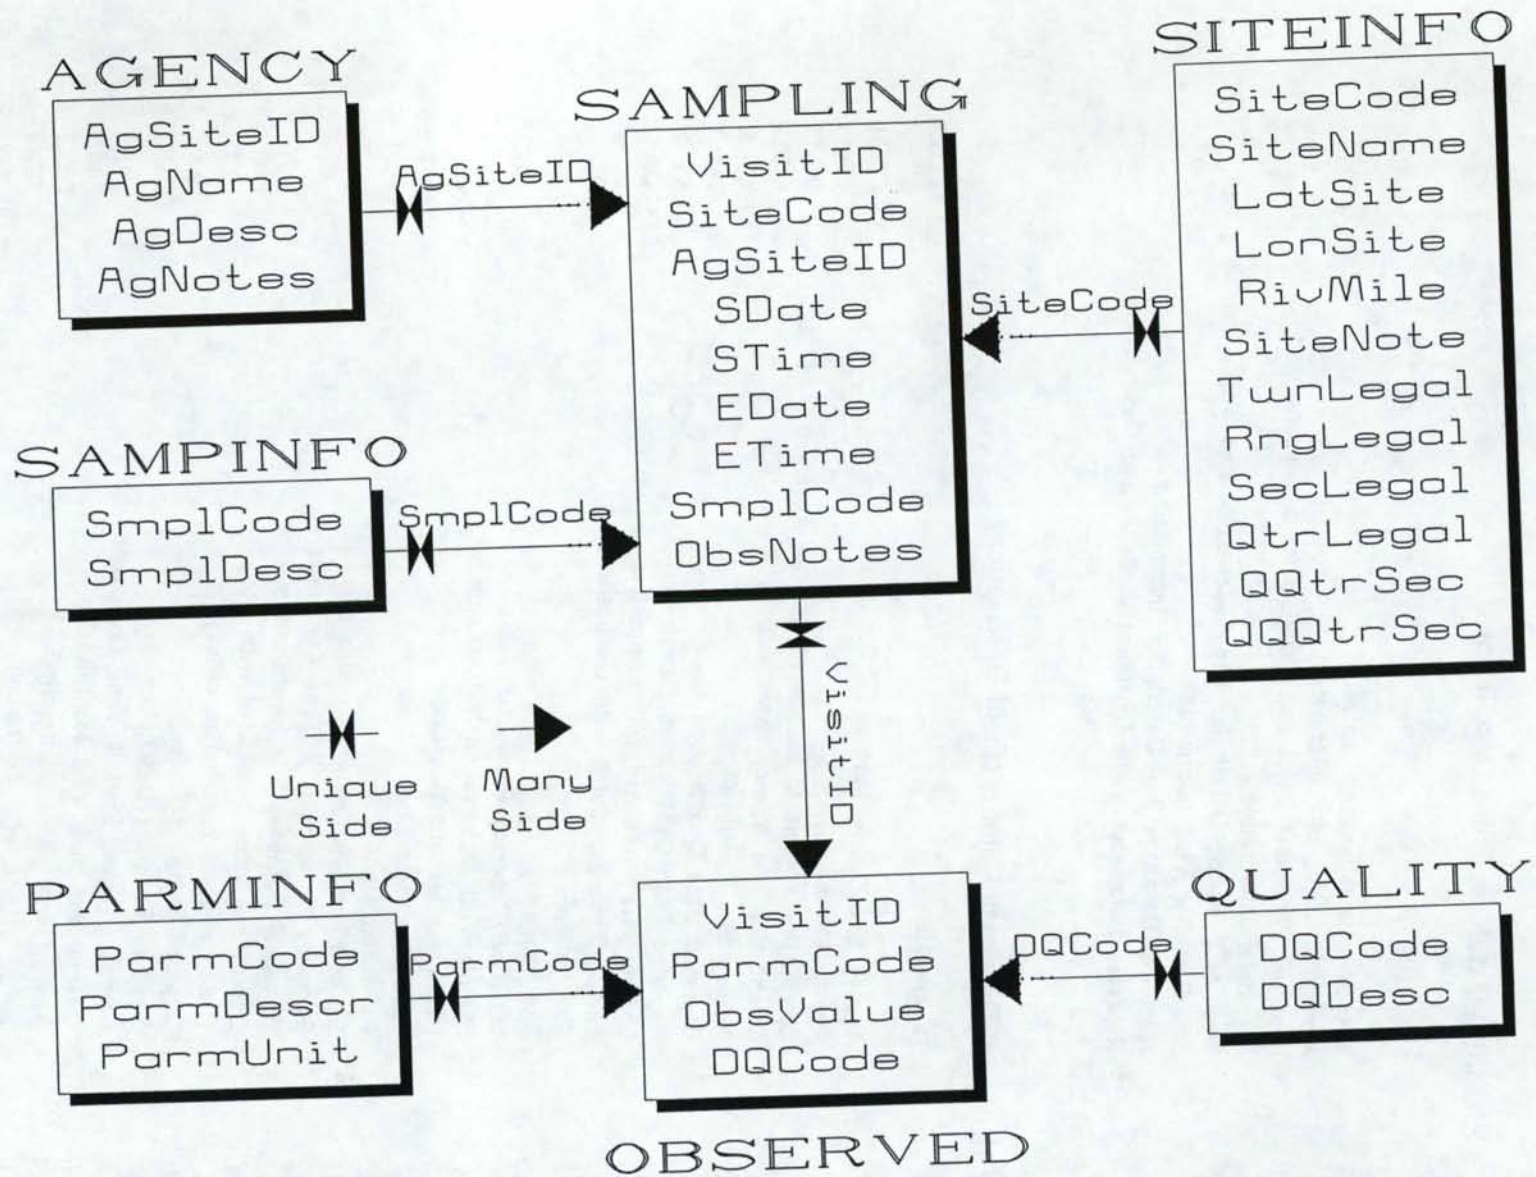 AGENCY
AgSiteID
AgName
AgDesc
AgNotes
AgSiteID
SAMPLING
VisitID
SiteCode
AgSiteID
SDate
STime
EDate
ETime
SmplCode
ObsNotes
SiteCode
SITEINFO
SiteCode
SiteName
LatSite
LonSite
RivMile
SiteNote
TwnLegal
RngLegal
SecLegal
QtrLegal
QQtrSec
QQQtrSec
SAMPINFO
SmplCode
SmplDesc
SmplCode
VisitID
Unique
Side
Many
Side
PARMINFO
ParmCode
ParmDescr
ParmUnit
ParmCode
VisitID
ParmCode
ObsValue
DQCode
OBSERVED
DQCode
QUALITY
DQCode
DQDesc